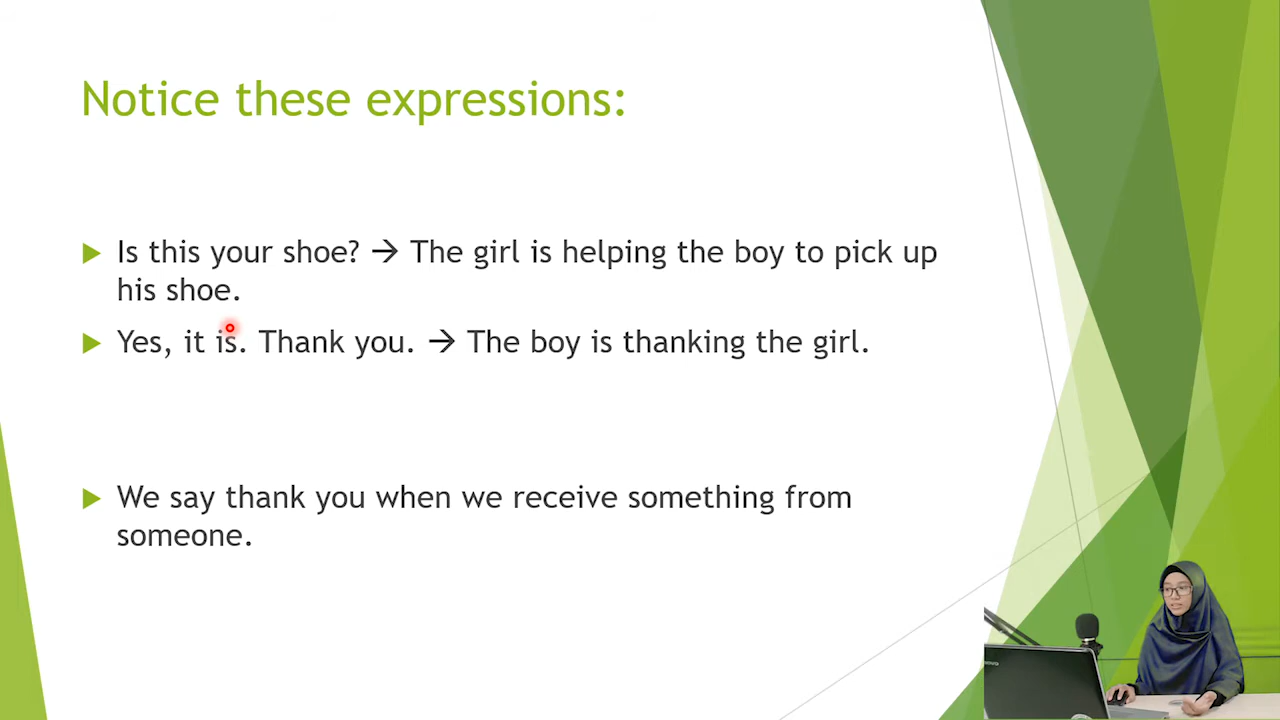 Notice these expressions:
Is this your shoe? → The girl is helping the boy to pick up
his shoe.
Yes, it is. Thank you. → The boy is thanking the girl.
We say thank you when we receive something from
someone.